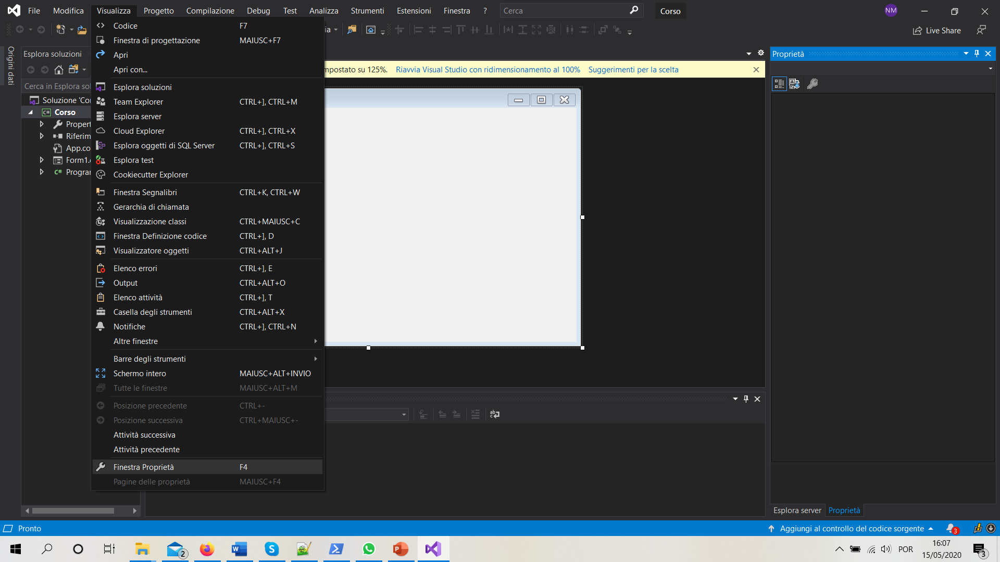 File Modifica Visualizza Progetto Compilazione Debug Test Analizza Strumenti Estensioni Finestra ? Cerca Corso NM
ia Live Share
Origini dati
Esplora soluzioni
Cerca in Esplora sol
Soluzione 'Cor
C# Corso
Propert
Riferim
App.co
Form1.
C# Progran
Codice F7
Finestra di progettazione MAIUSC+F7
Apri
Apri con...
Esplora soluzioni
Team Explorer CTRL+], CTRL+M
Esplora server
Cloud Explorer CTRL+], CTRL+X
Esplora oggetti di SQL Server CTRL+], CTRL+S
Esplora test
Cookiecutter Explorer
Finestra Segnalibri CTRL+K, CTRL+W
Gerarchia di chiamata
Visualizzazione classi CTRL+MAIUSC+C
Finestra Definizione codice CTRL+], D
Visualizzatore oggetti CTRL+ALT+J
Elenco errori CTRL+], E
Output CTRL+ALT+O
Elenco attività CTRL+], T
Casella degli strumenti CTRL+ALT+X
Notifiche CTRL+], CTRL+N
Altre finestre
Barre degli strumenti
Schermo intero MAIUSC+ALT+INVIO
Tutte le finestre MAIUSC+ALT+M
Posizione precedente CTRL+-
Posizione successiva CTRL+MAIUSC+-
Attività successiva
Attività precedente
Finestra Proprietà F4
Pagine delle proprietà MAIUSC+F4
mpostato su 125%. Riavvia Visual Studio con ridimensionamento al 100% Suggerimenti per la scelta
Proprietà
Esplora server Proprietà
Pronto
Aggiungi al controllo del codice sorgente 3
2
POR
16:07
15/05/2020
3